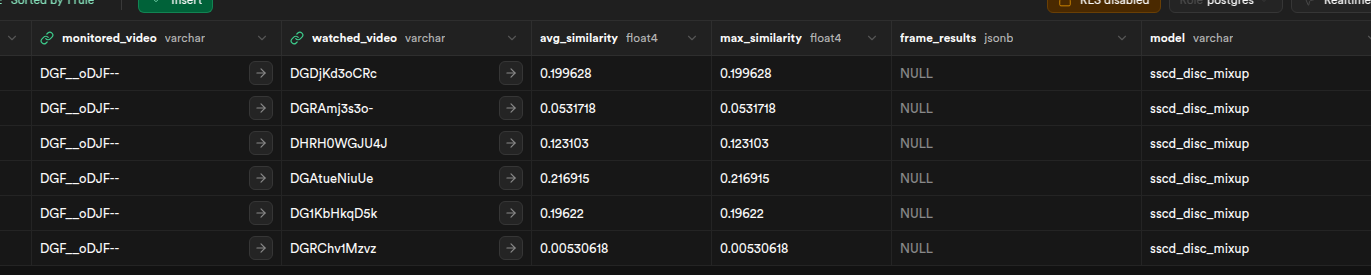 Sorted by 1 rule Insert RLS disabled Role postgres Realtime
monitored_video varchar watched_video varchar avg_similarity float4 max_similarity float4 frame_results jsonb model varchar
DGF__oDJF-- DGDjKd3oCRc 0.199628 0.199628 NULL sscd_disc_mixup
DGF__oDJF-- DGRAmj3s3o- 0.0531718 0.0531718 NULL sscd_disc_mixup
DGF__oDJF-- DHRH0WGJU4J 0.123103 0.123103 NULL sscd_disc_mixup
DGF__oDJF-- DGAtueNiuUe 0.216915 0.216915 NULL sscd_disc_mixup
DGF__oDJF-- DG1KbHkqD5k 0.19622 0.19622 NULL sscd_disc_mixup
DGF__oDJF-- DGRChv1Mzvz 0.00530618 0.00530618 NULL sscd_disc_mixup